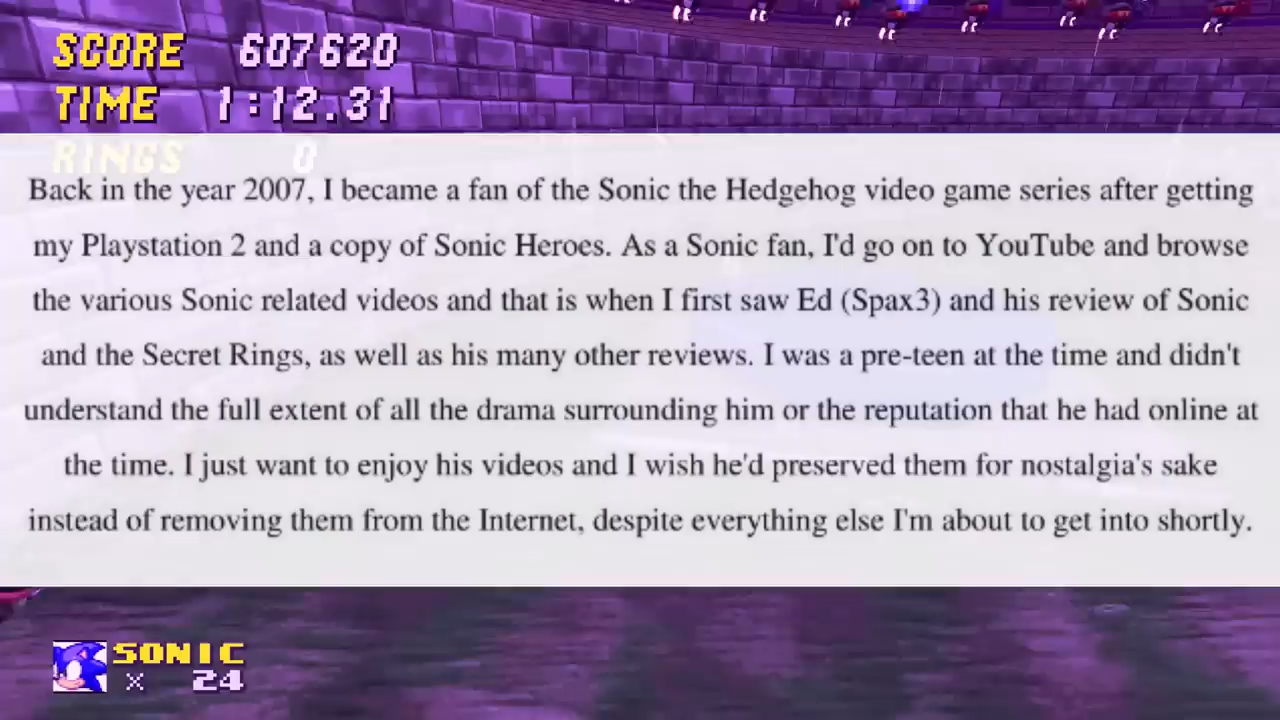 SCORE 607620
TIME 1:12.31
RINGS 0
Back in the year 2007, I became a fan of the Sonic the Hedgehog video game series after getting
my Playstation 2 and a copy of Sonic Heroes. As a Sonic fan, I'd go on to YouTube and browse
the various Sonic related videos and that is when I first saw Ed (Spax3) and his review of Sonic
and the Secret Rings, as well as his many other reviews. I was a pre-teen at the time and didn't
understand the full extent of all the drama surrounding him or the reputation that he had online at
the time. I just want to enjoy his videos and I wish he'd preserved them for nostalgia's sake
instead of removing them from the Internet, despite everything else I'm about to get into shortly.
SONIC
x 24